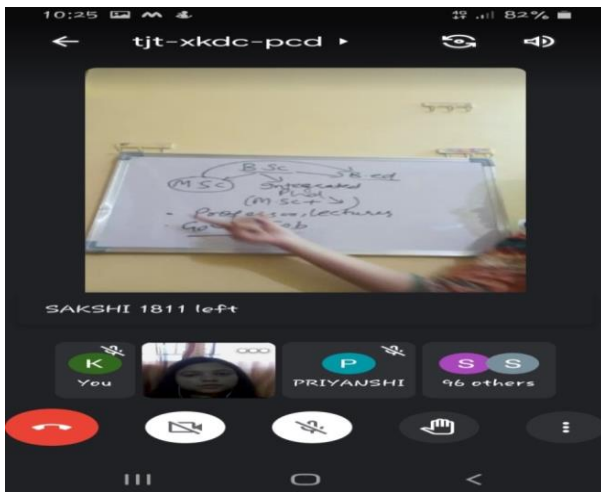 10:25 82%
tjt-xkdc-pcd
B.Sc
M Sc B.ed
Integrated
Phd
(M Sc +
Professor, lectures
Job
SAKSHI 1811 left
K P S S
You PRIYANSHI 96 others